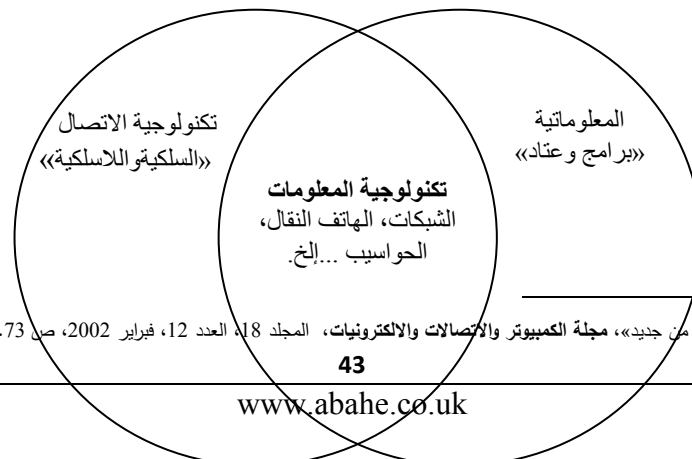 المعلوماتية
«برامج وعتاد»
تكنولوجية الاتصال
«السلكيةواللاسلكية»
تكنولوجية المعلومات
الشبكات، الهاتف النقال،
الحواسيب ...إلخ.
من جديد»، مجلة الكمبيوتر والاتصالات والالكترونيات، المجلد 18، العدد 12، فبراير 2002، ص 73.
43
www.abahe.co.uk